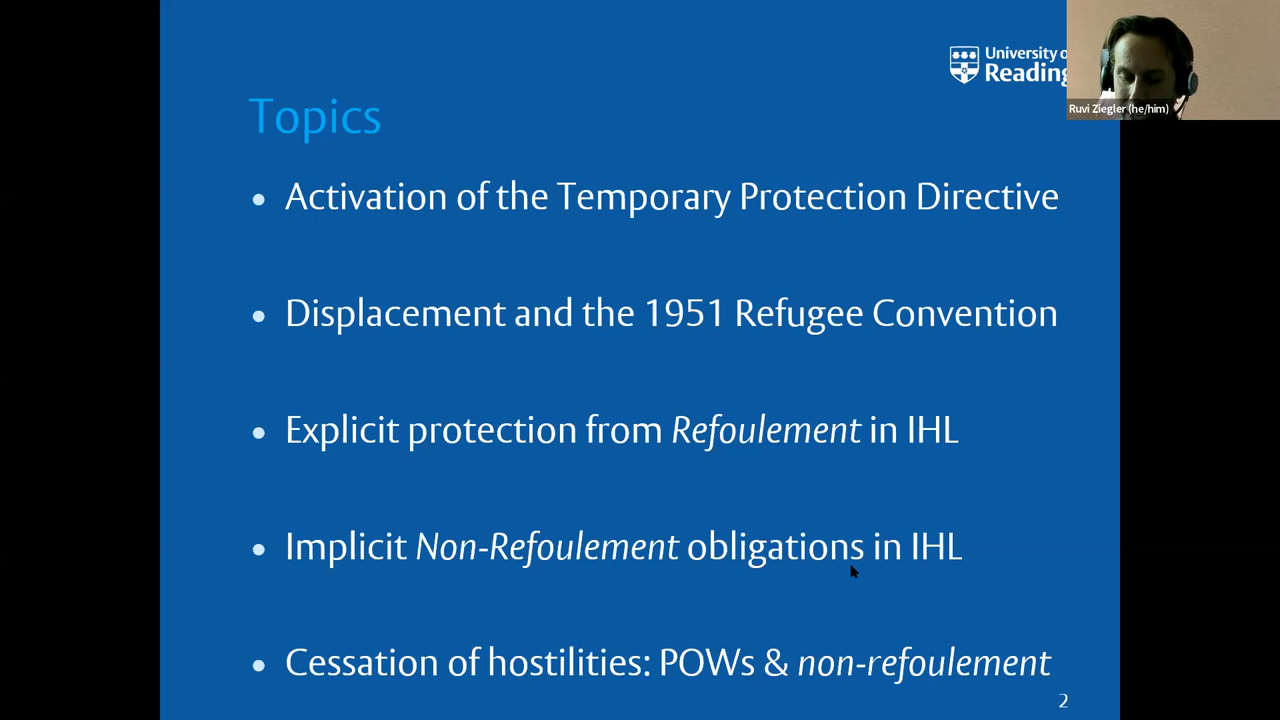 University o
Reading
Ruvi Ziegler (he/him)
Topics
• Activation of the Temporary Protection Directive
• Displacement and the 1951 Refugee Convention
• Explicit protection from Refoulement in IHL
• Implicit Non-Refoulement obligations in IHL
• Cessation of hostilities: POWs & non-refoulement
2